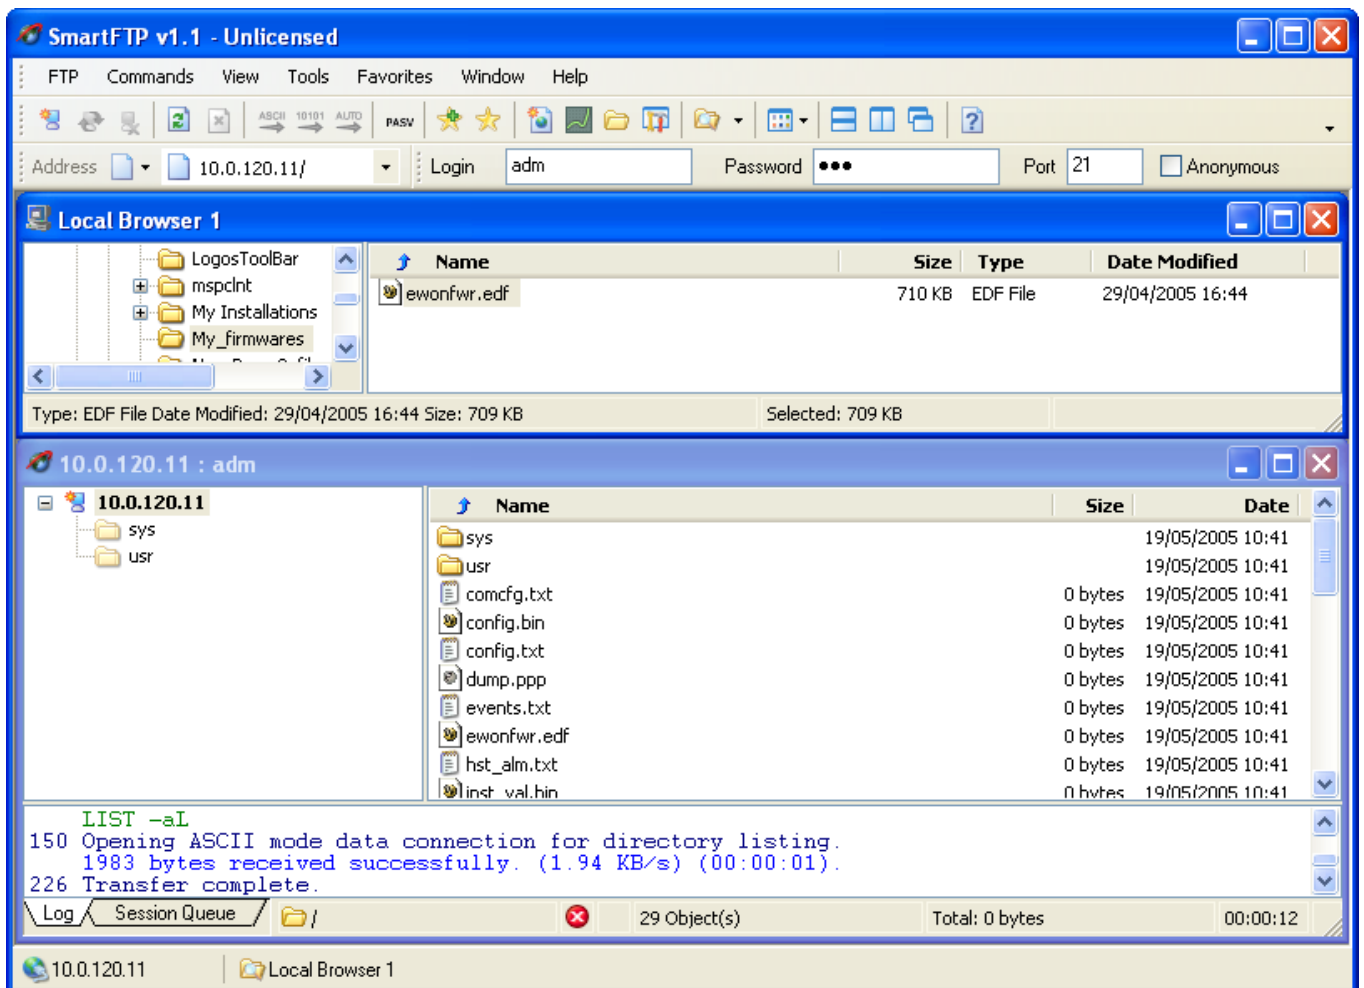 SmartFTP v1.1 - Unlicensed
FTP Commands View Tools Favorites Window Help
ASCII 10101 AUTO PASV
Address 10.0.120.11/ Login adm Password ●●● Port 21 Anonymous
Local Browser 1
LogosToolBar
mspclnt
My Installations
My_firmwares
Name Size Type Date Modified
ewonfwr.edf 710 KB EDF File 29/04/2005 16:44
Type: EDF File Date Modified: 29/04/2005 16:44 Size: 709 KB Selected: 709 KB
10.0.120.11 : adm
10.0.120.11
sys
usr
Name Size Date
sys 19/05/2005 10:41
usr 19/05/2005 10:41
comcfg.txt 0 bytes 19/05/2005 10:41
config.bin 0 bytes 19/05/2005 10:41
config.txt 0 bytes 19/05/2005 10:41
dump.ppp 0 bytes 19/05/2005 10:41
events.txt 0 bytes 19/05/2005 10:41
ewonfwr.edf 0 bytes 19/05/2005 10:41
hst_alm.txt 0 bytes 19/05/2005 10:41
inst_val.bin 0 bytes 19/05/2005 10:41
LIST -aL
150 Opening ASCII mode data connection for directory listing.
1983 bytes received successfully. (1.94 KB/s) (00:00:01).
226 Transfer complete.
Log Session Queue / 29 Object(s) Total: 0 bytes 00:00:12
10.0.120.11 Local Browser 1